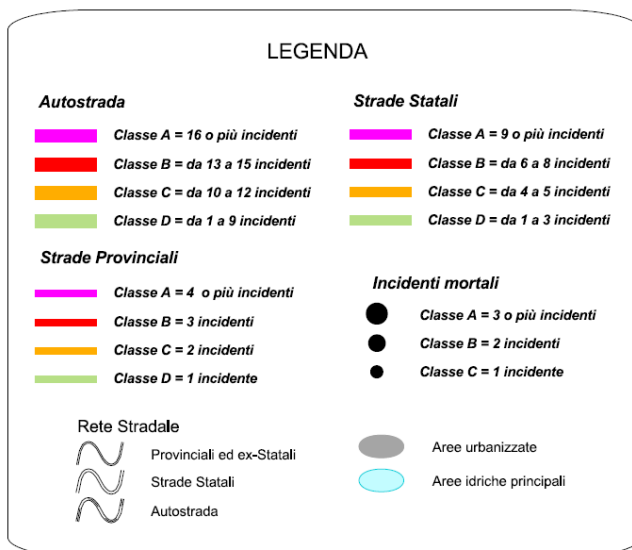 LEGENDA
Autostrada
Classe A = 16 o più incidenti
Classe B = da 13 a 15 incidenti
Classe C = da 10 a 12 incidenti
Classe D = da 1 a 9 incidenti
Strade Statali
Classe A = 9 o più incidenti
Classe B = da 6 a 8 incidenti
Classe C = da 4 a 5 incidenti
Classe D = da 1 a 3 incidenti
Strade Provinciali
Classe A = 4 o più incidenti
Classe B = 3 incidenti
Classe C = 2 incidenti
Classe D = 1 incidente
Incidenti mortali
Classe A = 3 o più incidenti
Classe B = 2 incidenti
Classe C = 1 incidente
Rete Stradale
Provinciali ed ex-Statali
Strade Statali
Autostrada
Aree urbanizzate
Aree idriche principali